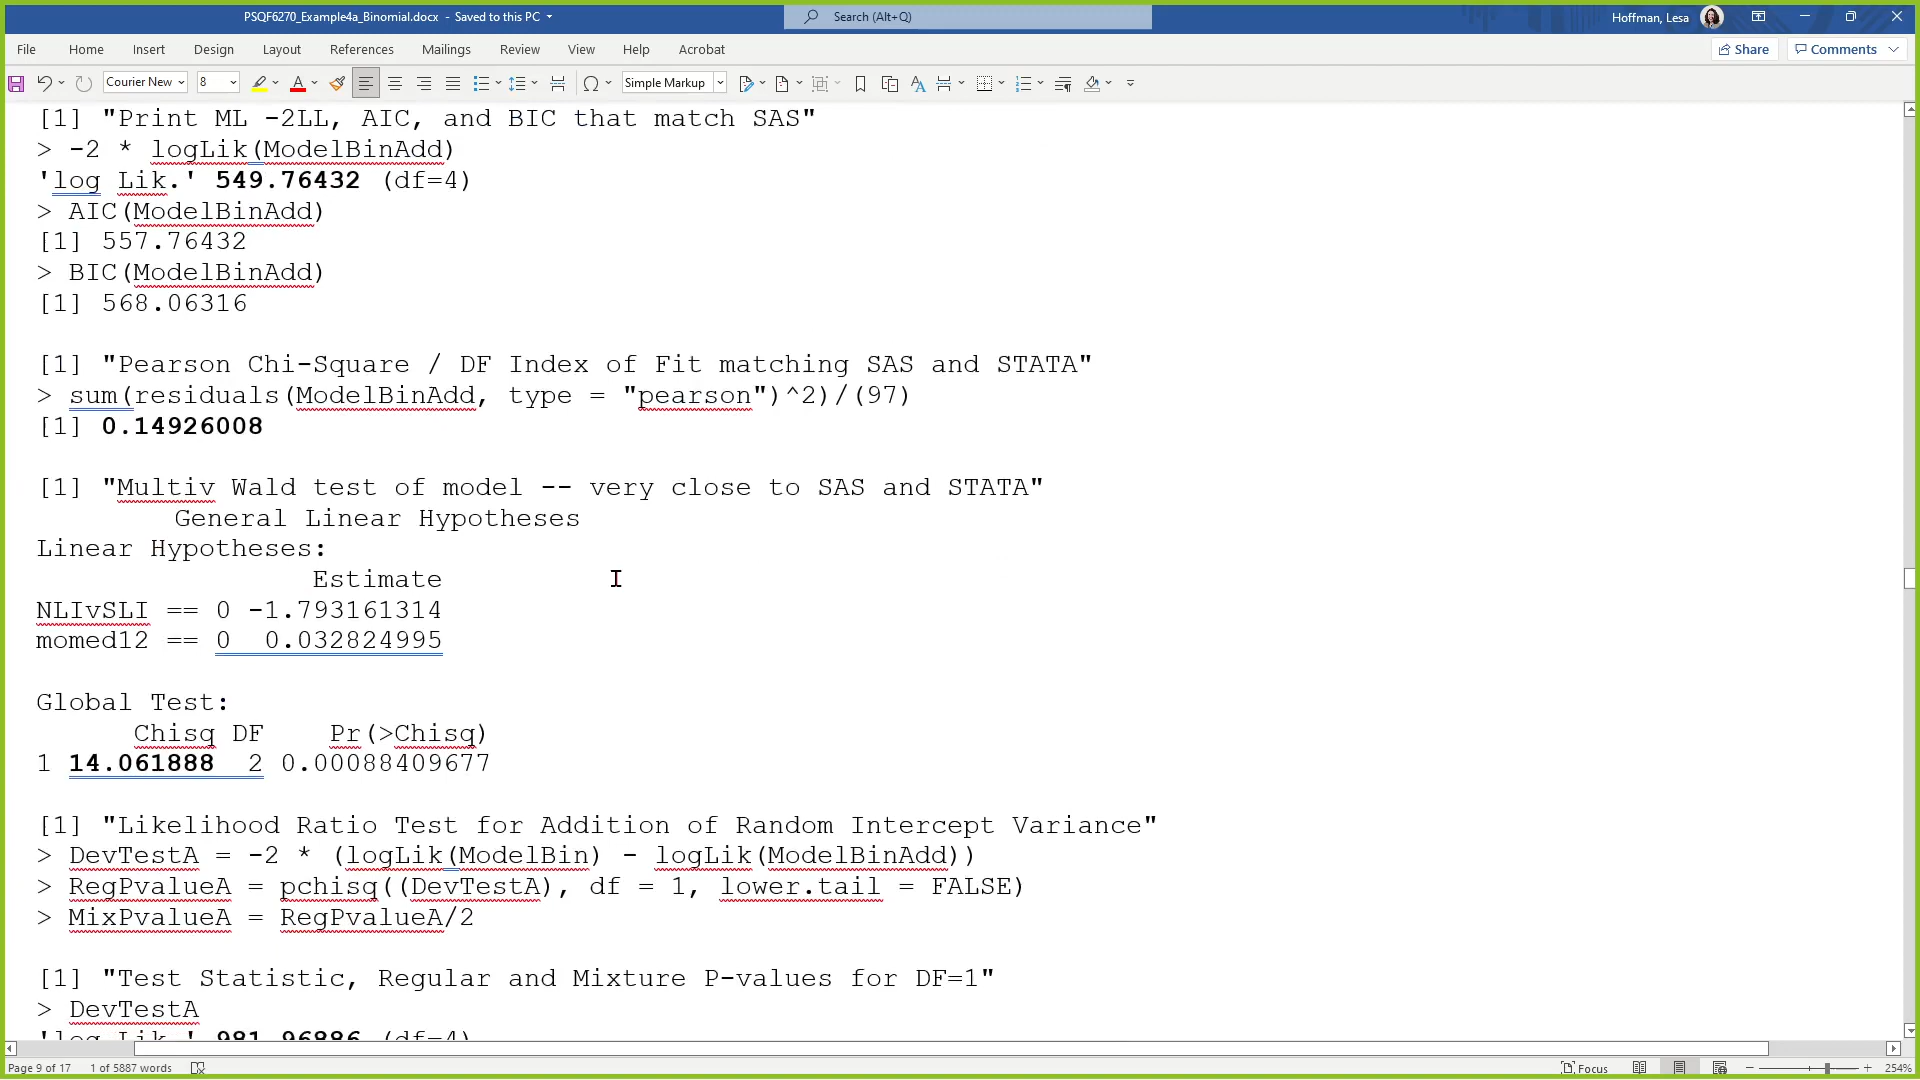 PSQF6270_Example4a_Binomial.docx - Saved to this PC
Search (Alt+Q)
Hoffman, Lesa
File Home Insert Design Layout References Mailings Review View Help Acrobat
Share Comments
Courier New 8 Simple Markup
[1] "Print ML -2LL, AIC, and BIC that match SAS"
> -2 * logLik(ModelBinAdd)
'log Lik.' 549.76432 (df=4)
> AIC(ModelBinAdd)
[1] 557.76432
> BIC(ModelBinAdd)
[1] 568.06316
[1] "Pearson Chi-Square / DF Index of Fit matching SAS and STATA"
> sum(residuals(ModelBinAdd, type = "pearson")^2)/(97)
[1] 0.14926008
[1] "Multiv Wald test of model -- very close to SAS and STATA"
General Linear Hypotheses
Linear Hypotheses:
Estimate
NLIvSLI == 0 -1.793161314
momed12 == 0 0.032824995
Global Test:
Chisq DF Pr(>Chisq)
1 14.061888 2 0.00088409677
[1] "Likelihood Ratio Test for Addition of Random Intercept Variance"
> DevTestA = -2 * (logLik(ModelBin) - logLik(ModelBinAdd))
> RegPvalueA = pchisq((DevTestA), df = 1, lower.tail = FALSE)
> MixPvalueA = RegPvalueA/2
[1] "Test Statistic, Regular and Mixture P-values for DF=1"
> DevTestA
'log Lik.' 981.96886 (df=4)
Page 9 of 17 1 of 5887 words
Focus
254%